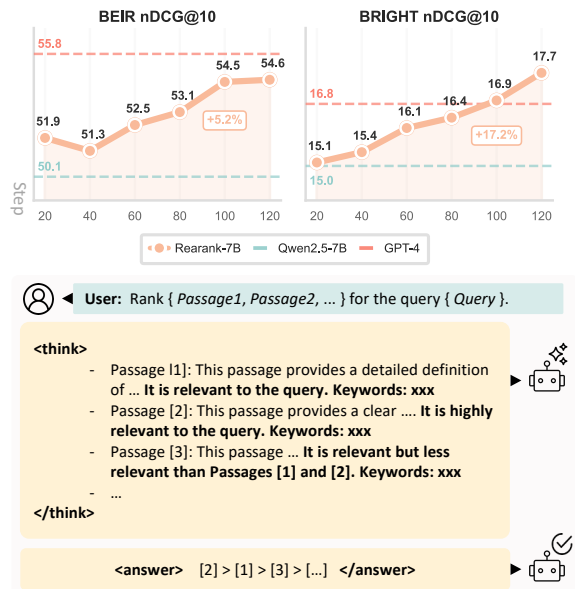 BEIR nDCG@10
55.8
51.9
51.3
52.5
53.1
54.5
54.6
+5.2%
50.1
Step
20 40 60 80 100 120
BRIGHT nDCG@10
16.8
15.1
15.4
16.1
16.4
16.9
17.7
+17.2%
15.0
20 40 60 80 100 120
Rearank-7B Qwen2.5-7B GPT-4
User: Rank { Passage1, Passage2, ... } for the query { Query }.
<think>
- Passage l1]: This passage provides a detailed definition
of ... It is relevant to the query. Keywords: xxx
- Passage [2]: This passage provides a clear .... It is highly
relevant to the query. Keywords: xxx
- Passage [3]: This passage ... It is relevant but less
relevant than Passages [1] and [2]. Keywords: xxx
- ...
</think>
<answer> [2] > [1] > [3] > [...] </answer>